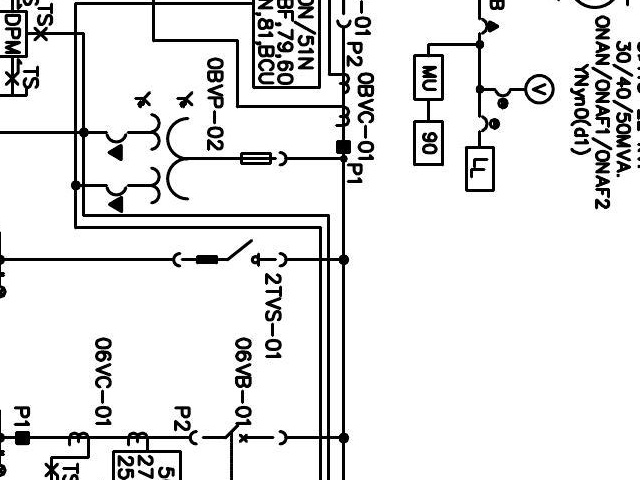 30/40/50MVA.
ONAN/ONAF1/ONAF2
YNyn0(d1)
V
MU
90
B
-01
P2
0BVC-01
P1
ON/51N
BF,79,60
N,81,BCU
0BVP-02
DPM
TS
TS
2TVS-01
06VB-01
06VC-01
P2
P1
27
25
TS